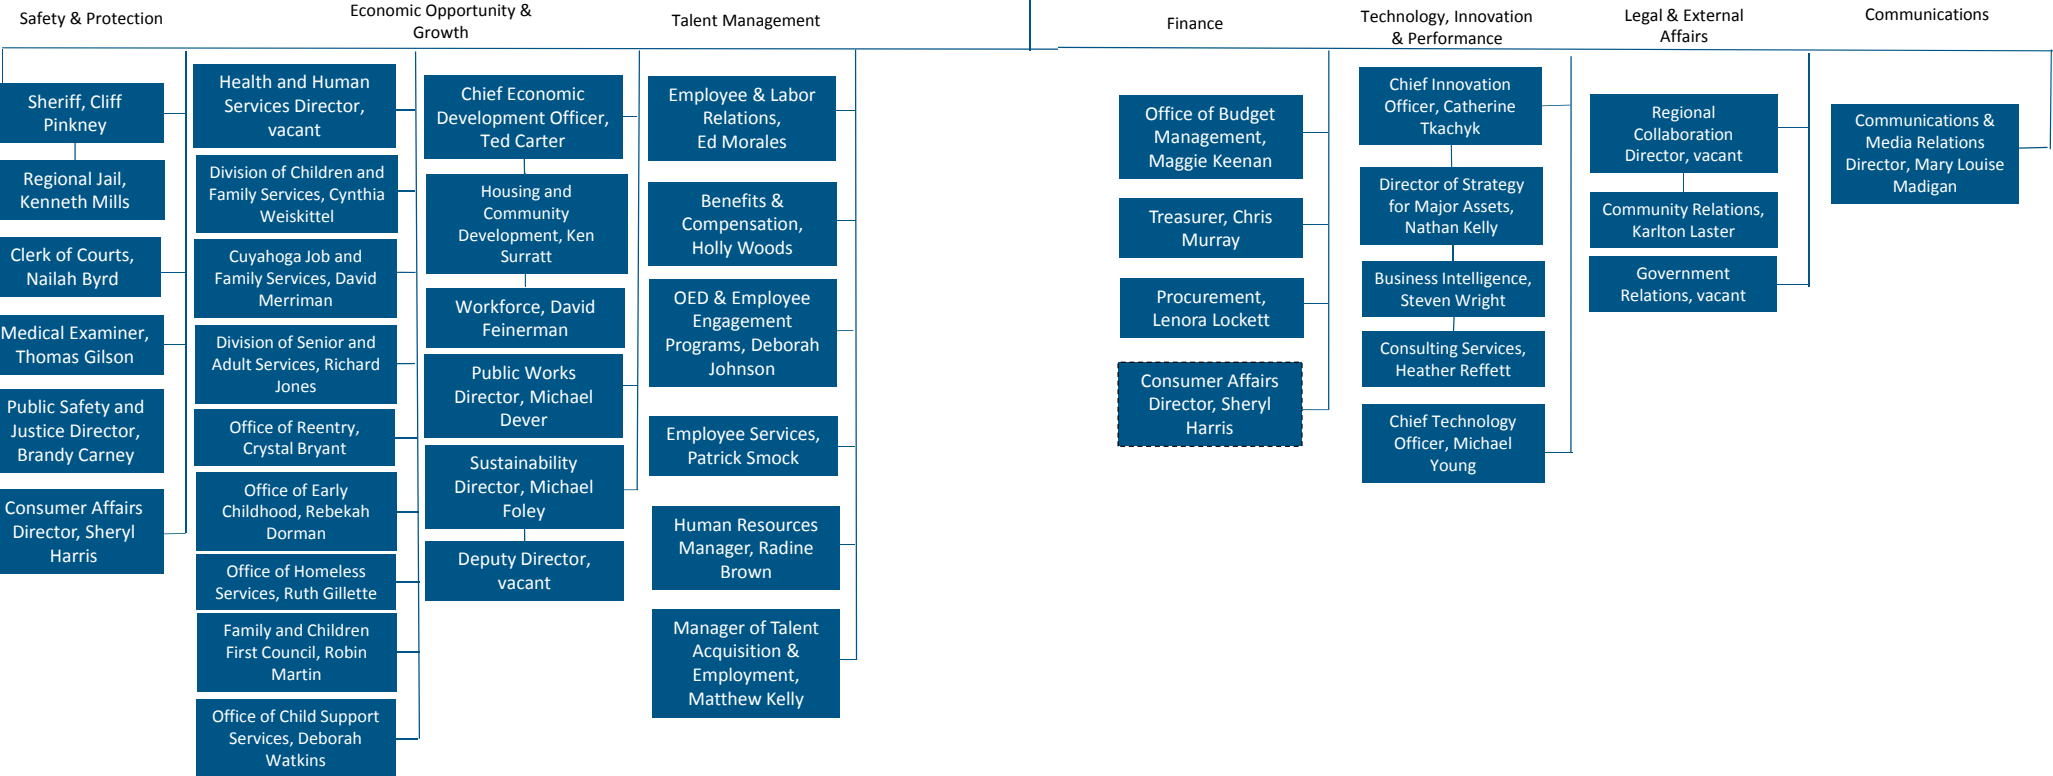 Safety & Protection
Economic Opportunity &
Growth
Talent Management
Finance
Technology, Innovation
& Performance
Legal & External
Affairs
Communications
Sheriff, Cliff
Pinkney
Regional Jail,
Kenneth Mills
Clerk of Courts,
Nailah Byrd
Medical Examiner,
Thomas Gilson
Public Safety and
Justice Director,
Brandy Carney
Consumer Affairs
Director, Sheryl
Harris
Health and Human
Services Director,
vacant
Division of Children and
Family Services, Cynthia
Weiskittel
Cuyahoga Job and
Family Services, David
Merriman
Division of Senior and
Adult Services, Richard
Jones
Office of Reentry,
Crystal Bryant
Office of Early
Childhood, Rebekah
Dorman
Office of Homeless
Services, Ruth Gillette
Family and Children
First Council, Robin
Martin
Office of Child Support
Services, Deborah
Watkins
Chief Economic
Development Officer,
Ted Carter
Housing and
Community
Development, Ken
Surratt
Workforce, David
Feinerman
Public Works
Director, Michael
Dever
Sustainability
Director, Michael
Foley
Deputy Director,
vacant
Employee & Labor
Relations,
Ed Morales
Benefits &
Compensation,
Holly Woods
OED & Employee
Engagement
Programs, Deborah
Johnson
Employee Services,
Patrick Smock
Human Resources
Manager, Radine
Brown
Manager of Talent
Acquisition &
Employment,
Matthew Kelly
Office of Budget
Management,
Maggie Keenan
Treasurer, Chris
Murray
Procurement,
Lenora Lockett
Consumer Affairs
Director, Sheryl
Harris
Chief Innovation
Officer, Catherine
Tkachyk
Director of Strategy
for Major Assets,
Nathan Kelly
Business Intelligence,
Steven Wright
Consulting Services,
Heather Reffett
Chief Technology
Officer, Michael
Young
Regional
Collaboration
Director, vacant
Community Relations,
Karlton Laster
Government
Relations, vacant
Communications &
Media Relations
Director, Mary Louise
Madigan